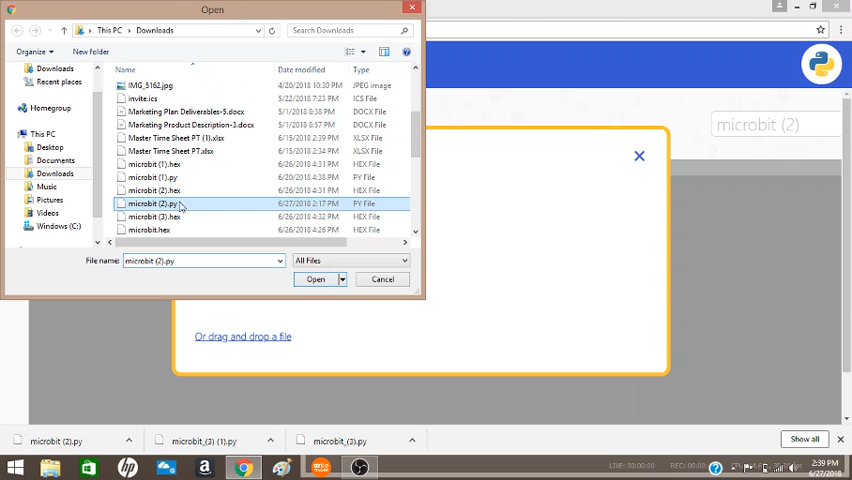 Open
This PC
Downloads
Search Downloads
Organize
New folder
Downloads
Recent places
Homegroup
This PC
Desktop
Documents
Downloads
Music
Pictures
Videos
Windows (C:)
Name
Date modified
Type
IMG_5162.jpg 4/20/2018 10:30 PM JPEG image
invite.ics 5/22/2018 7:23 PM ICS File
Marketing Plan Deliverables-5.docx 5/1/2018 8:38 PM DOCX File
Marketing Product Description-3.docx 5/1/2018 8:57 PM DOCX File
Master Time Sheet PT (1).xlsx 6/15/2018 2:39 PM XLSX File
Master Time Sheet PT.xlsx 6/15/2018 2:39 PM XLSX File
microbit (1).hex 6/26/2018 4:31 PM HEX File
microbit (1).py 6/20/2018 4:38 PM PY File
microbit (2).hex 6/26/2018 4:31 PM HEX File
microbit (2).py 6/27/2018 2:17 PM PY File
microbit (3).hex 6/26/2018 4:32 PM HEX File
microbit.hex 6/26/2018 4:29 PM HEX File
File name: microbit (2).py
All Files
Open
Cancel
microbit (2)
Or drag and drop a file
microbit (2).py
microbit_(3) (1).py
microbit_(3).py
Show all
LIVE: 00:00:00
REC: 00:00:
2:39 PM
6/27/2018